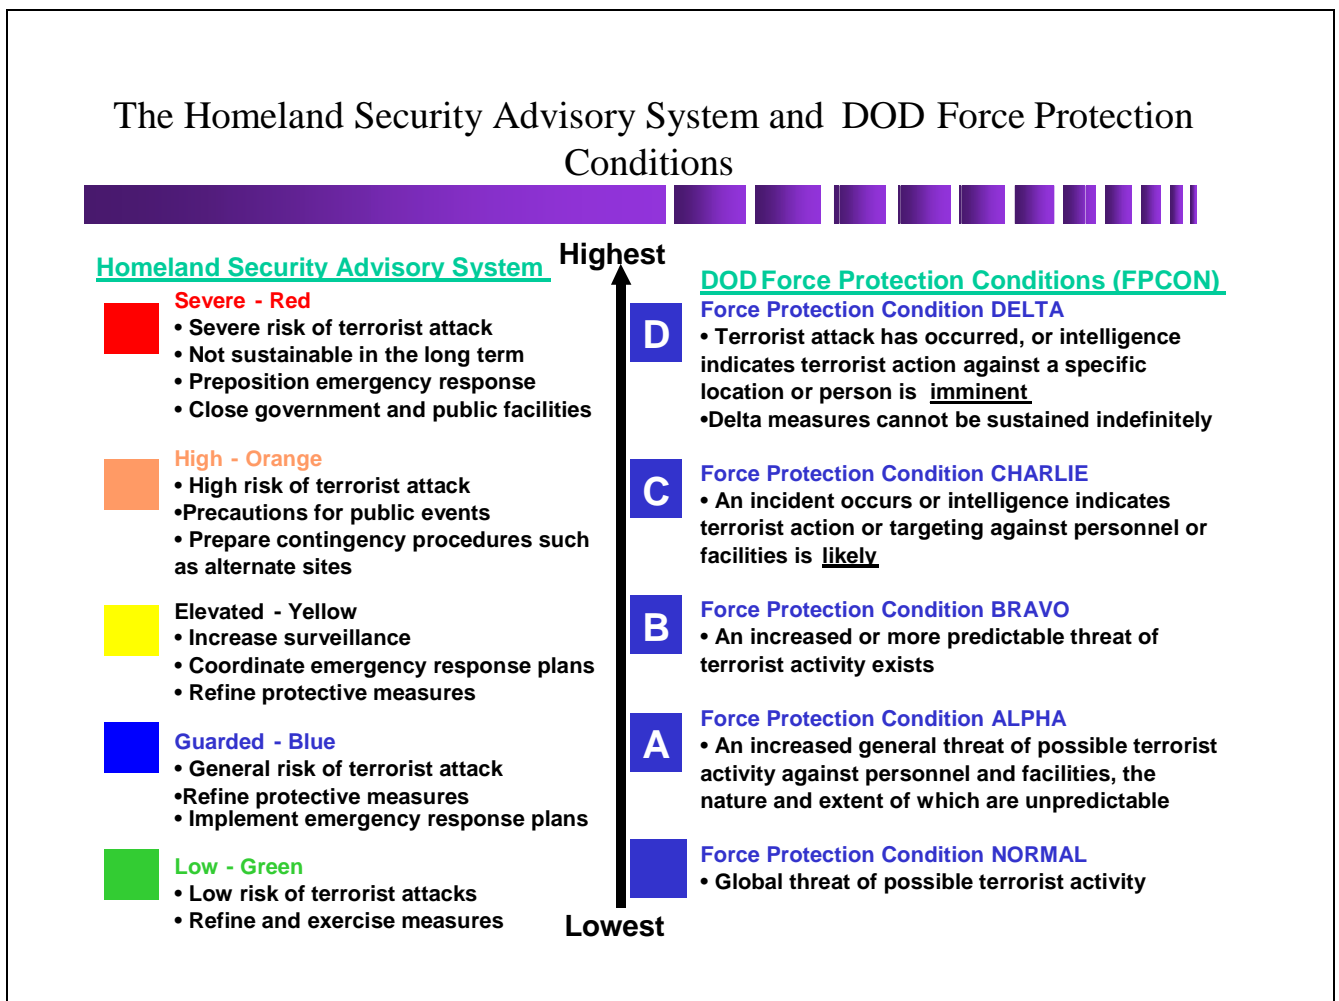 The Homeland Security Advisory System and DOD Force Protection
Conditions
Highest
Homeland Security Advisory System
Severe - Red
• Severe risk of terrorist attack
• Not sustainable in the long term
• Preposition emergency response
• Close government and public facilities
High - Orange
• High risk of terrorist attack
•Precautions for public events
• Prepare contingency procedures such
as alternate sites
Elevated - Yellow
• Increase surveillance
• Coordinate emergency response plans
• Refine protective measures
Guarded - Blue
• General risk of terrorist attack
•Refine protective measures
• Implement emergency response plans
Low - Green
• Low risk of terrorist attacks
• Refine and exercise measures
Lowest
DOD Force Protection Conditions (FPCON)
D
Force Protection Condition DELTA
• Terrorist attack has occurred, or intelligence
indicates terrorist action against a specific
location or person is imminent
•Delta measures cannot be sustained indefinitely
C
Force Protection Condition CHARLIE
• An incident occurs or intelligence indicates
terrorist action or targeting against personnel or
facilities is likely
B
Force Protection Condition BRAVO
• An increased or more predictable threat of
terrorist activity exists
A
Force Protection Condition ALPHA
• An increased general threat of possible terrorist
activity against personnel and facilities, the
nature and extent of which are unpredictable
Force Protection Condition NORMAL
• Global threat of possible terrorist activity